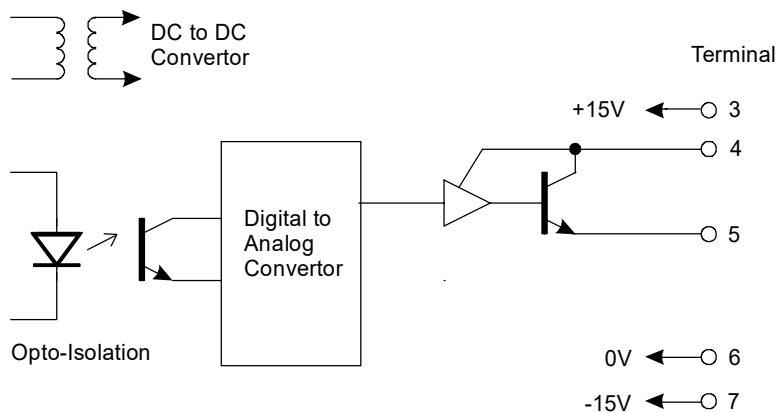 DC to DC
Convertor
Terminal
+15V
3
4
Digital to
Analog
Convertor
5
Opto-Isolation
0V
6
-15V
7